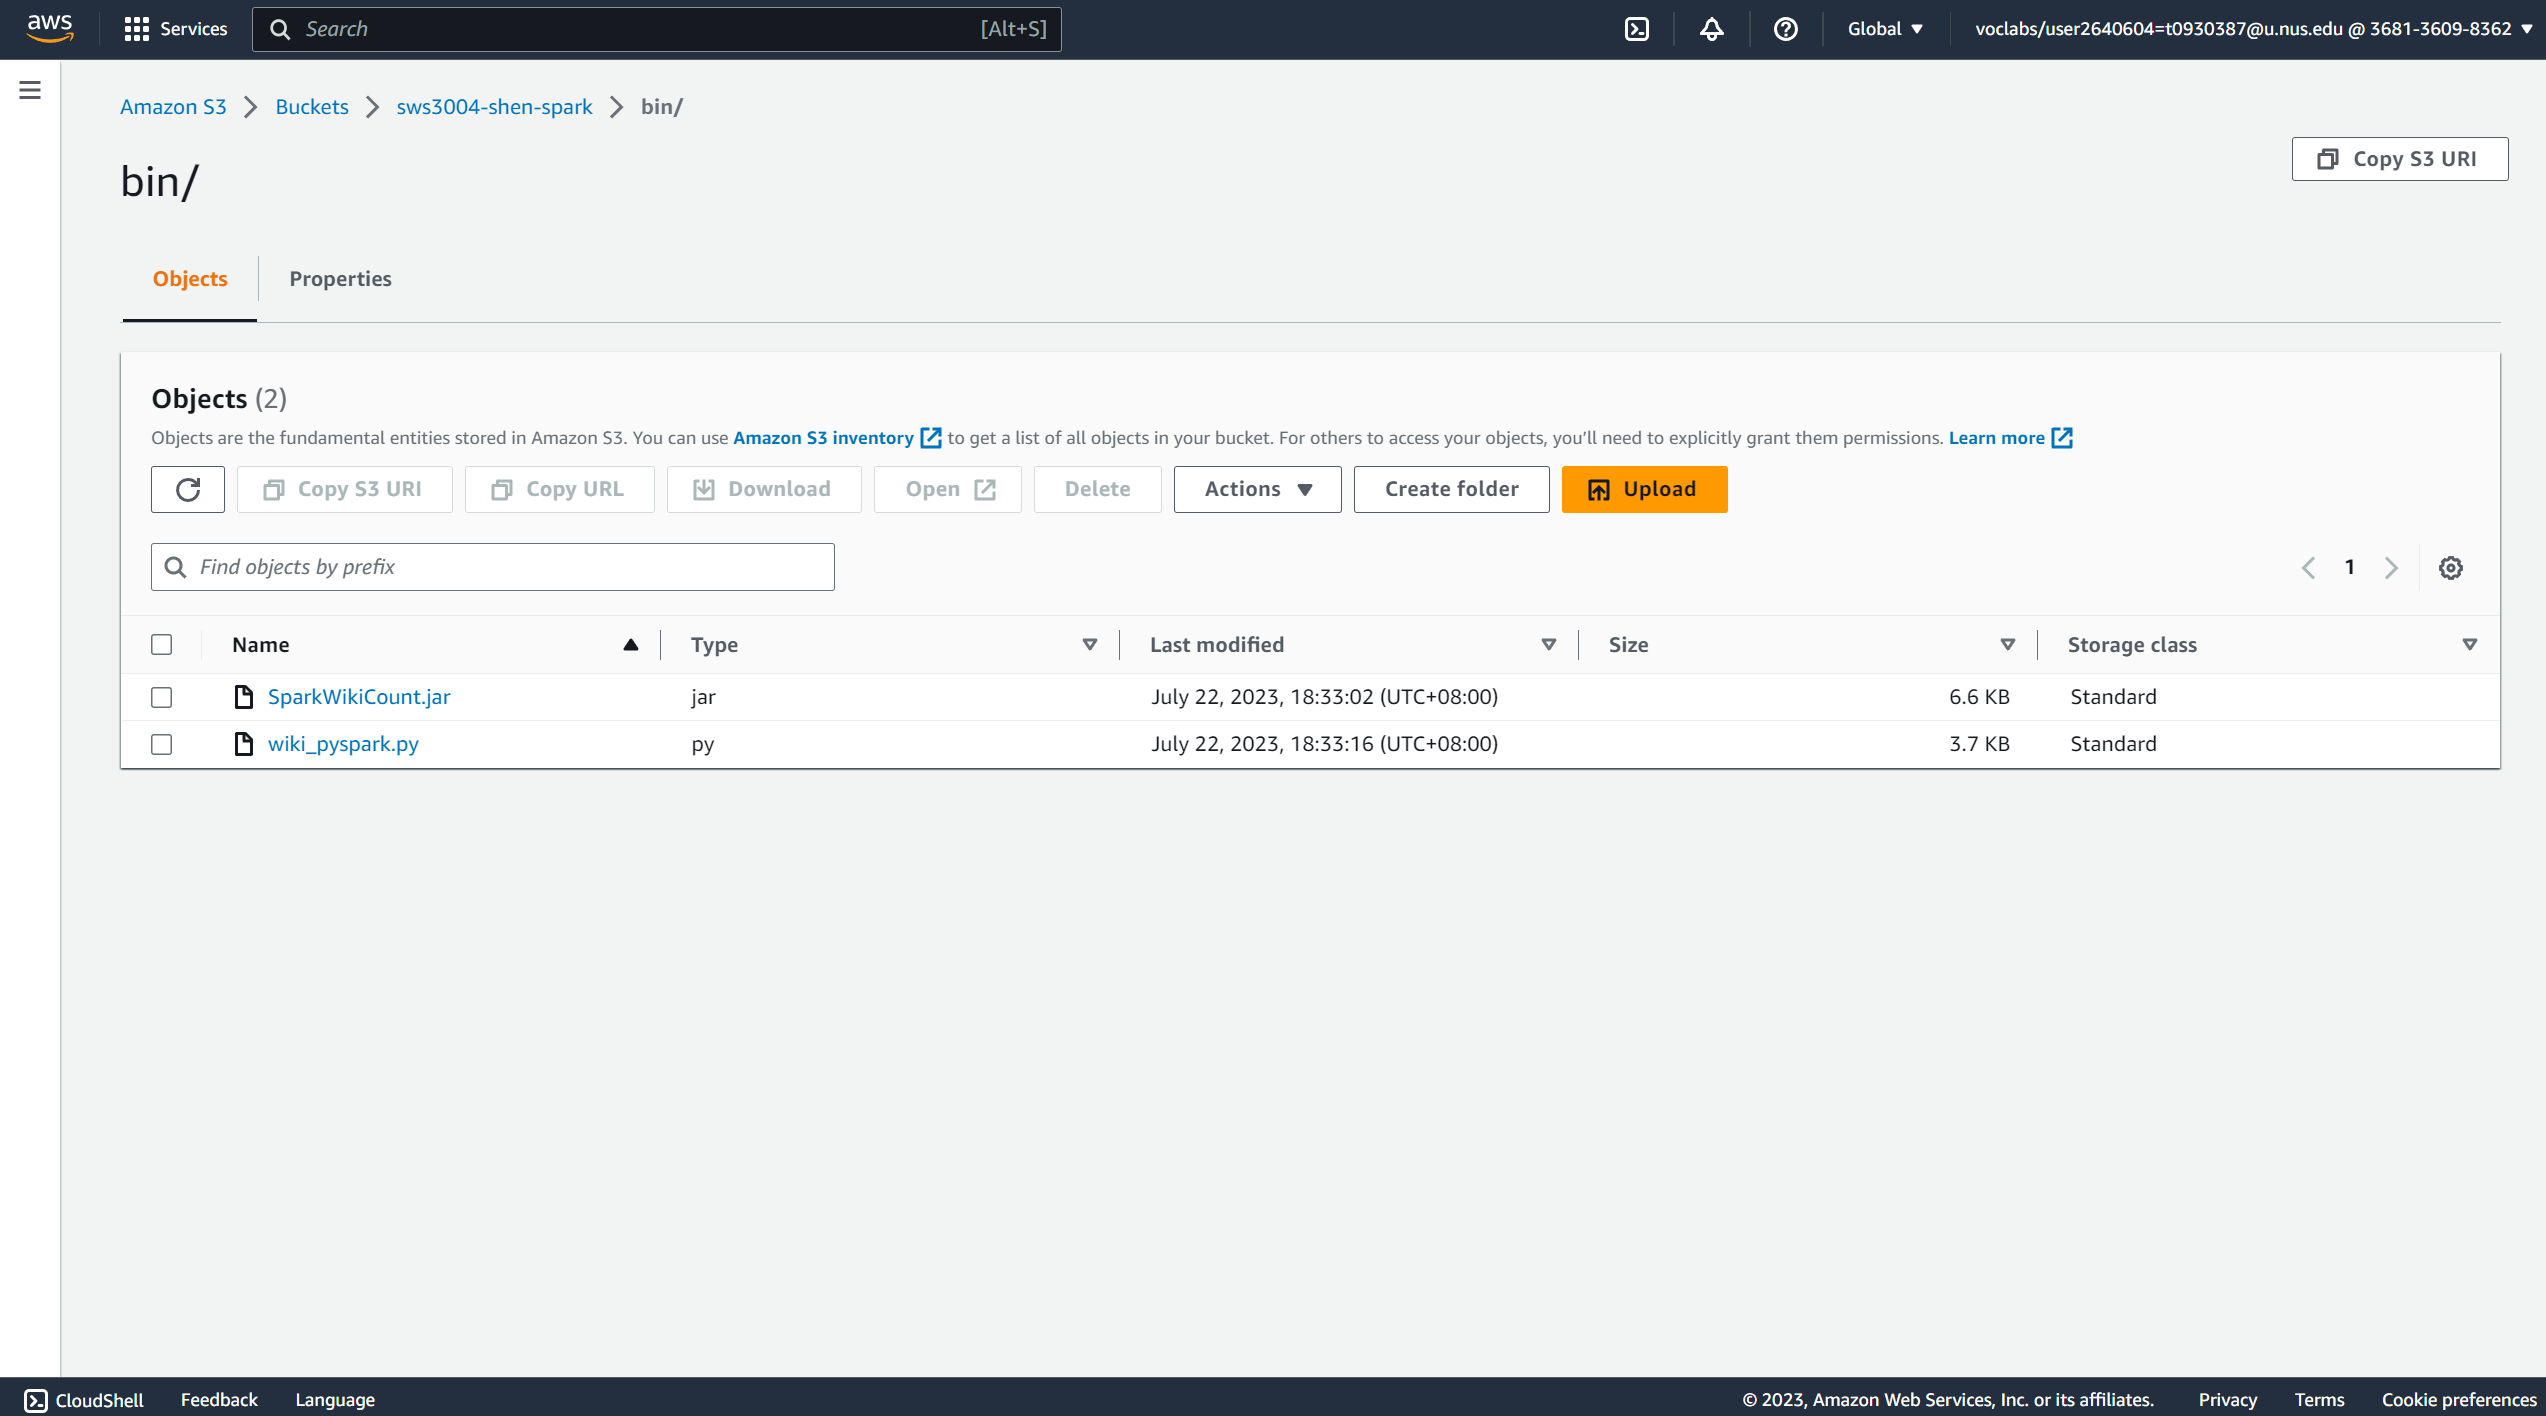 aws Services Search [Alt+S] Global voclabs/user2640604=t0930387@u.nus.edu @ 3681-3609-8362
Amazon S3 Buckets sws3004-shen-spark bin/
bin/
Copy S3 URI
Objects Properties
Objects (2)
Objects are the fundamental entities stored in Amazon S3. You can use Amazon S3 inventory to get a list of all objects in your bucket. For others to access your objects, you’ll need to explicitly grant them permissions. Learn more
Copy S3 URI Copy URL Download Open Delete Actions Create folder Upload
Find objects by prefix 1
Name Type Last modified Size Storage class
SparkWikiCount.jar jar July 22, 2023, 18:33:02 (UTC+08:00) 6.6 KB Standard
wiki_pyspark.py py July 22, 2023, 18:33:16 (UTC+08:00) 3.7 KB Standard
CloudShell Feedback Language © 2023, Amazon Web Services, Inc. or its affiliates. Privacy Terms Cookie preferences